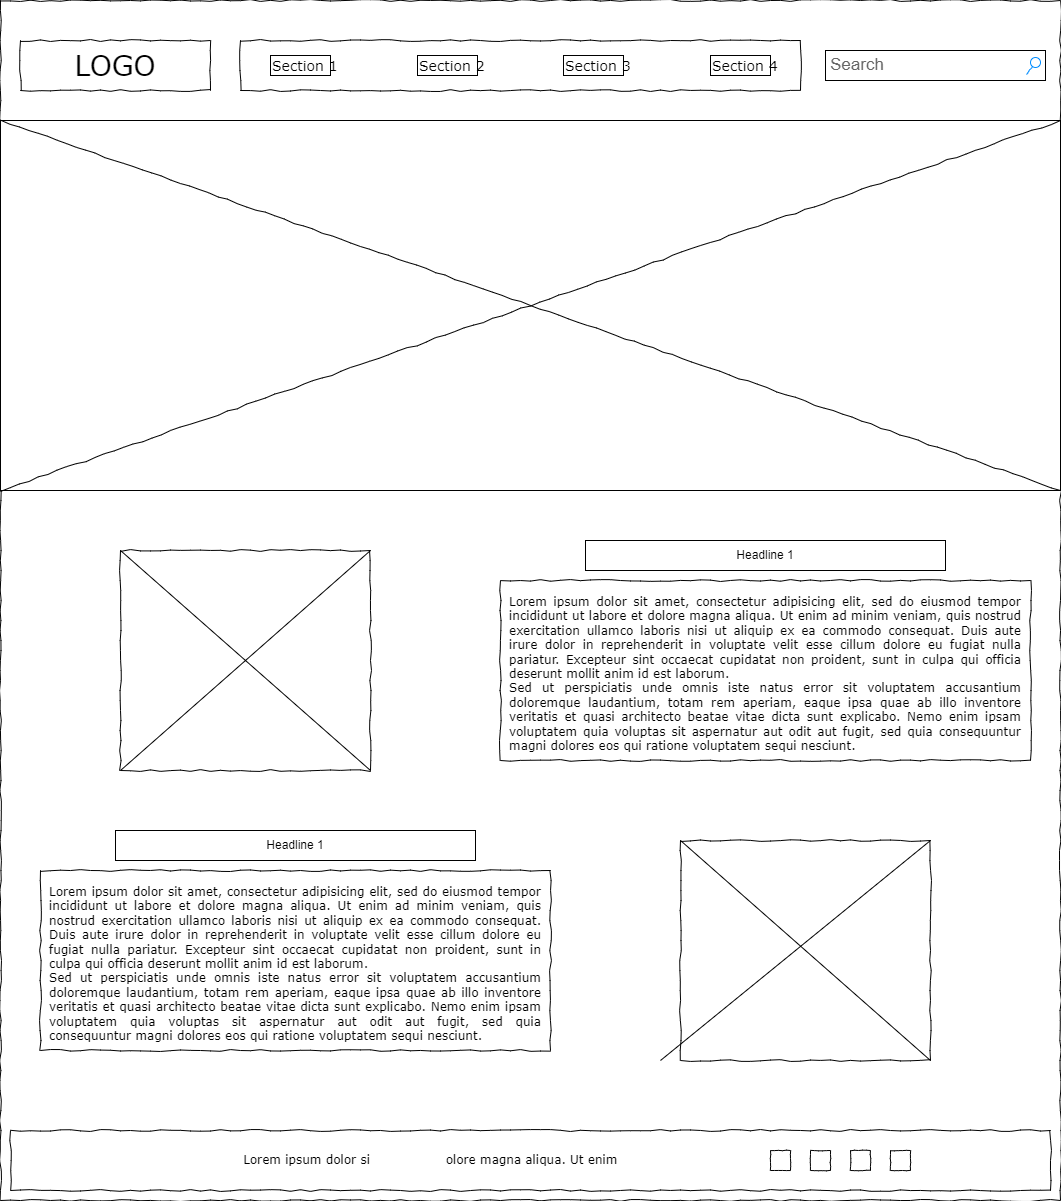 LOGO
Section 1
Section 2
Section 3
Section 4
Search
Headline 1
Lorem ipsum dolor sit amet, consectetur adipisicing elit, sed do eiusmod tempor
incididunt ut labore et dolore magna aliqua. Ut enim ad minim veniam, quis nostrud
exercitation ullamco laboris nisi ut aliquip ex ea commodo consequat. Duis aute
irure dolor in reprehenderit in voluptate velit esse cillum dolore eu fugiat nulla
pariatur. Excepteur sint occaecat cupidatat non proident, sunt in culpa qui officia
deserunt mollit anim id est laborum.
Sed ut perspiciatis unde omnis iste natus error sit voluptatem accusantium
doloremque laudantium, totam rem aperiam, eaque ipsa quae ab illo inventore
veritatis et quasi architecto beatae vitae dicta sunt explicabo. Nemo enim ipsam
voluptatem quia voluptas sit aspernatur aut odit aut fugit, sed quia consequuntur
magni dolores eos qui ratione voluptatem sequi nesciunt.
Headline 1
Lorem ipsum dolor sit amet, consectetur adipisicing elit, sed do eiusmod tempor
incididunt ut labore et dolore magna aliqua. Ut enim ad minim veniam, quis
nostrud exercitation ullamco laboris nisi ut aliquip ex ea commodo consequat.
Duis aute irure dolor in reprehenderit in voluptate velit esse cillum dolore eu
fugiat nulla pariatur. Excepteur sint occaecat cupidatat non proident, sunt in
culpa qui officia deserunt mollit anim id est laborum.
Sed ut perspiciatis unde omnis iste natus error sit voluptatem accusantium
doloremque laudantium, totam rem aperiam, eaque ipsa quae ab illo inventore
veritatis et quasi architecto beatae vitae dicta sunt explicabo. Nemo enim ipsam
voluptatem quia voluptas sit aspernatur aut odit aut fugit, sed quia
consequuntur magni dolores eos qui ratione voluptatem sequi nesciunt.
Lorem ipsum dolor si
olore magna aliqua. Ut enim